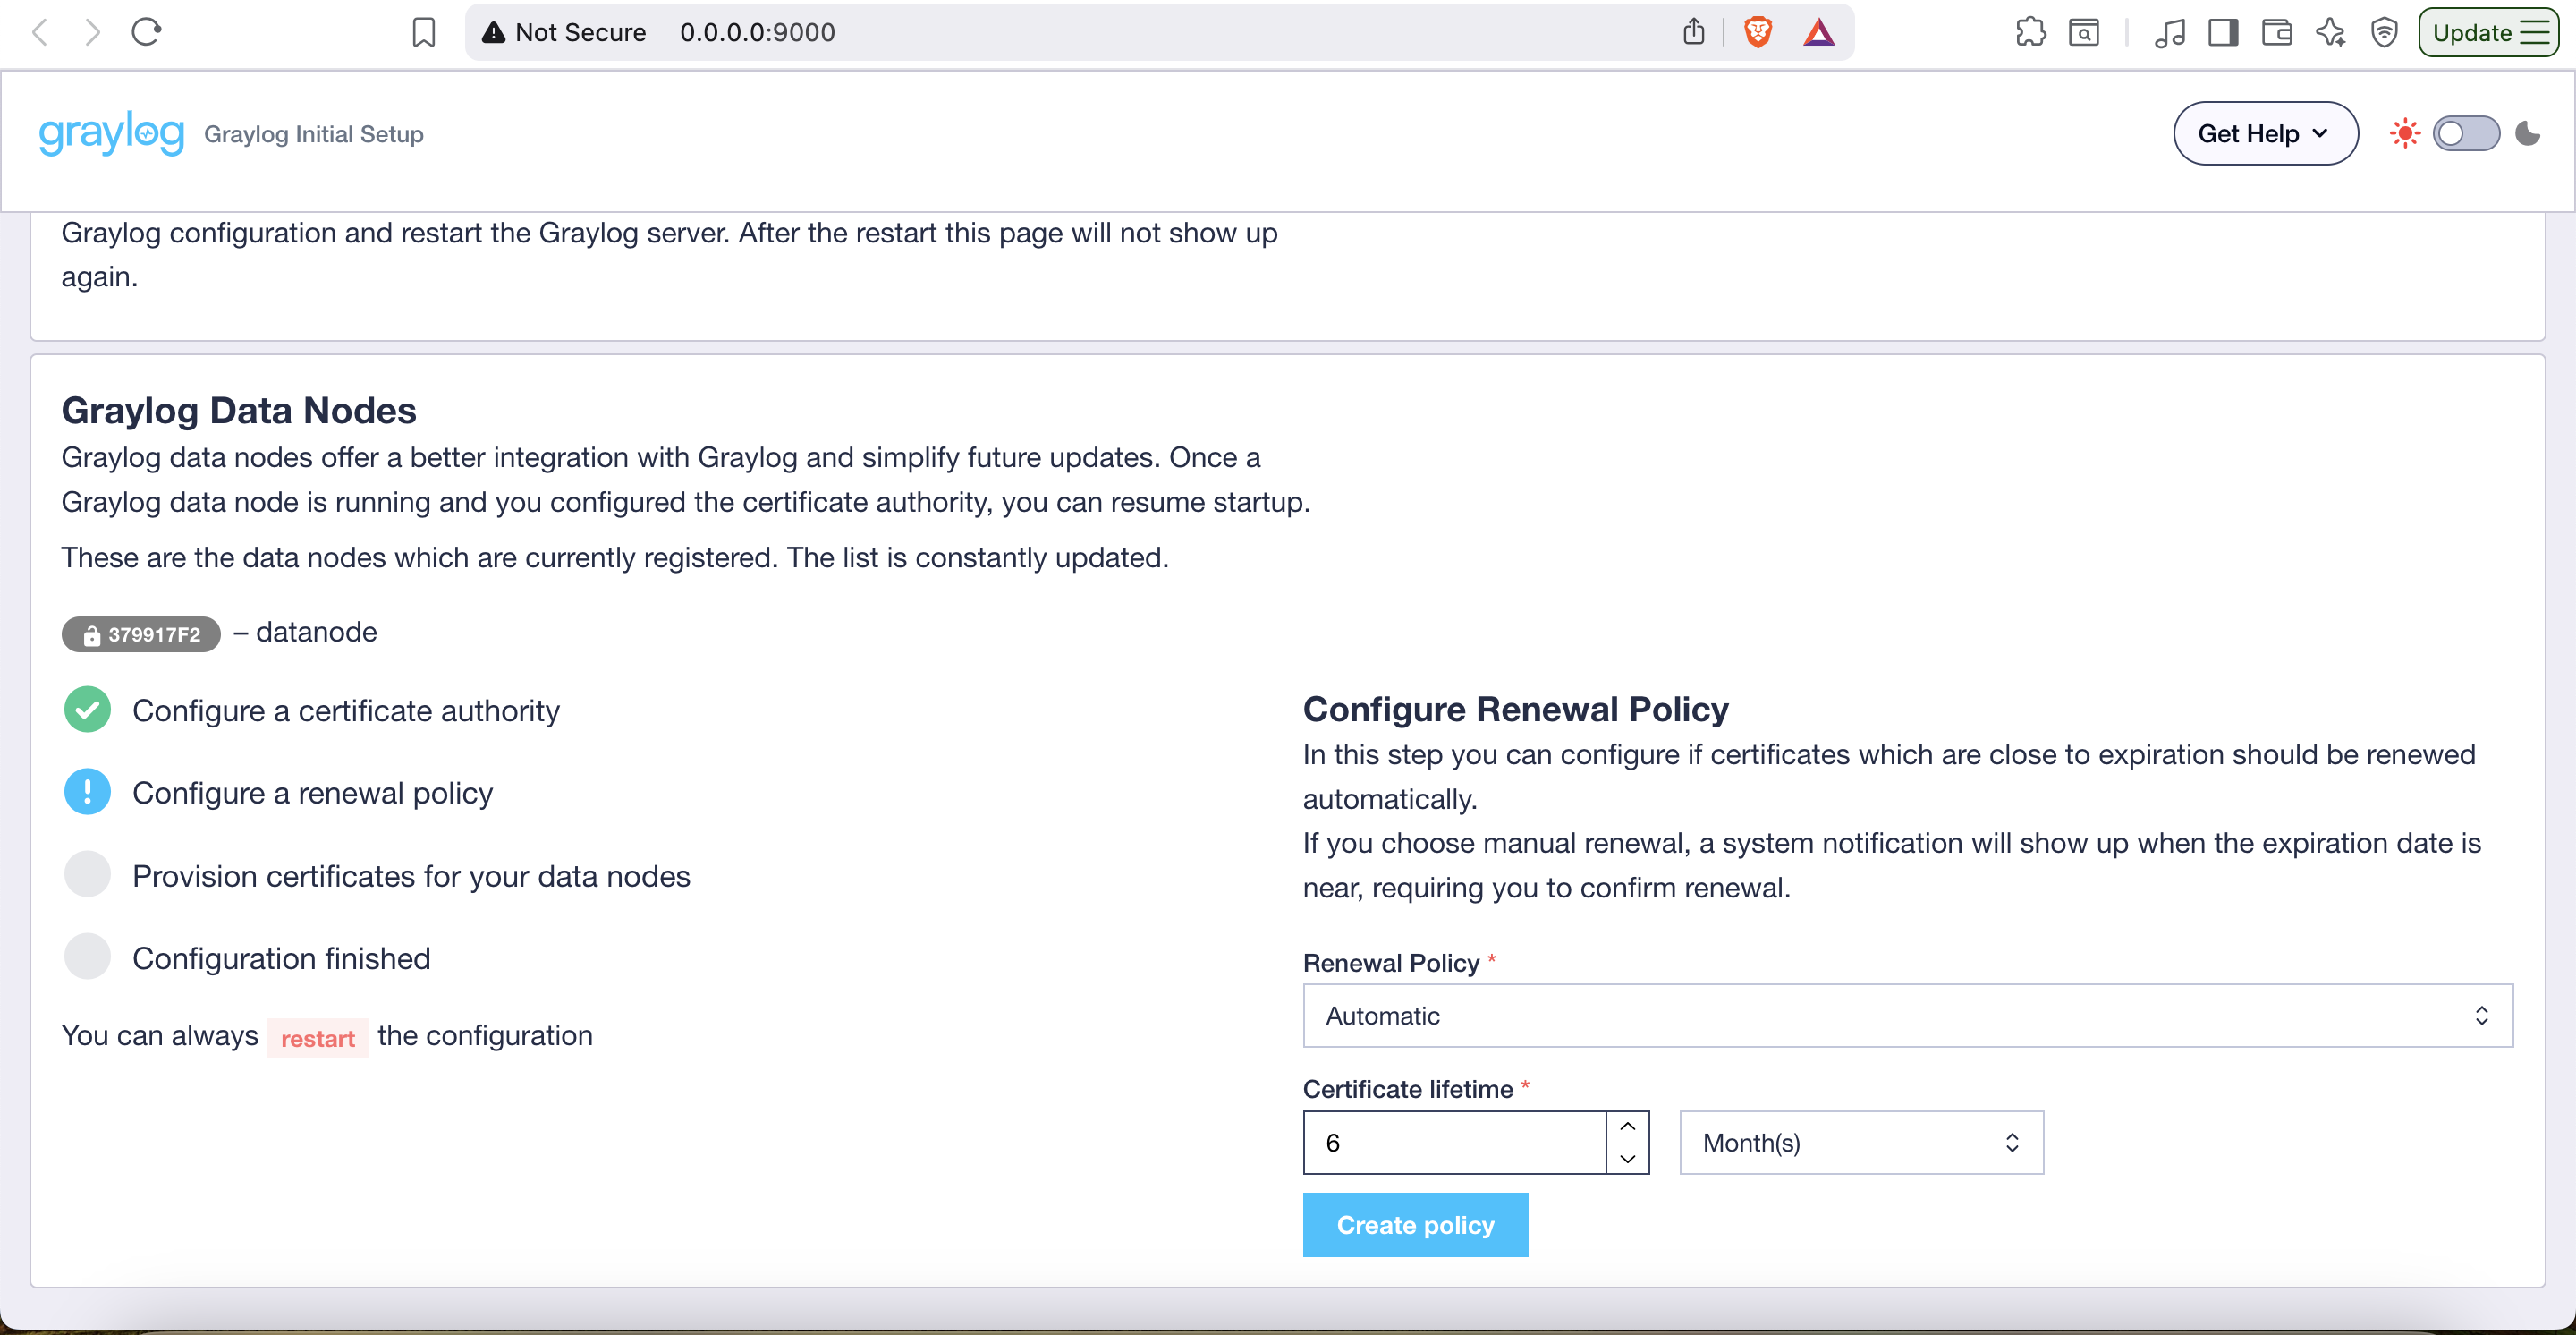 Not Secure 0.0.0.0:9000
Update
graylog Graylog Initial Setup
Get Help
Graylog configuration and restart the Graylog server. After the restart this page will not show up
again.
Graylog Data Nodes
Graylog data nodes offer a better integration with Graylog and simplify future updates. Once a
Graylog data node is running and you configured the certificate authority, you can resume startup.
These are the data nodes which are currently registered. The list is constantly updated.
379917F2 – datanode
Configure a certificate authority
Configure a renewal policy
Provision certificates for your data nodes
Configuration finished
You can always restart the configuration
Configure Renewal Policy
In this step you can configure if certificates which are close to expiration should be renewed
automatically.
If you choose manual renewal, a system notification will show up when the expiration date is
near, requiring you to confirm renewal.
Renewal Policy *
Automatic
Certificate lifetime *
6 Month(s)
Create policy